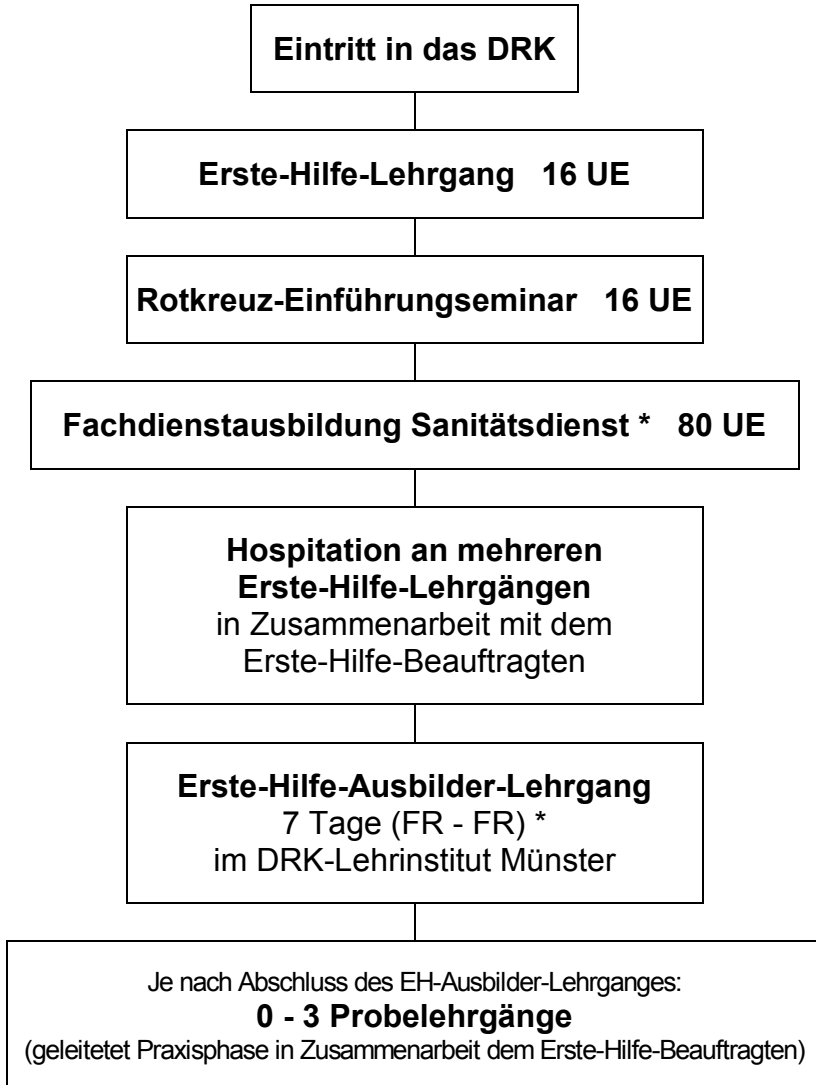 Eintritt in das DRK
Erste-Hilfe-Lehrgang 16 UE
Rotkreuz-Einführungseminar 16 UE
Fachdienstausbildung Sanitätsdienst * 80 UE
Hospitation an mehreren
Erste-Hilfe-Lehrgängen
in Zusammenarbeit mit dem
Erste-Hilfe-Beauftragten
Erste-Hilfe-Ausbilder-Lehrgang
7 Tage (FR - FR) *
im DRK-Lehrinstitut Münster
Je nach Abschluss des EH-Ausbilder-Lehrganges:
0 - 3 Probelehrgänge
(geleitetet Praxisphase in Zusammenarbeit dem Erste-Hilfe-Beauftragten)